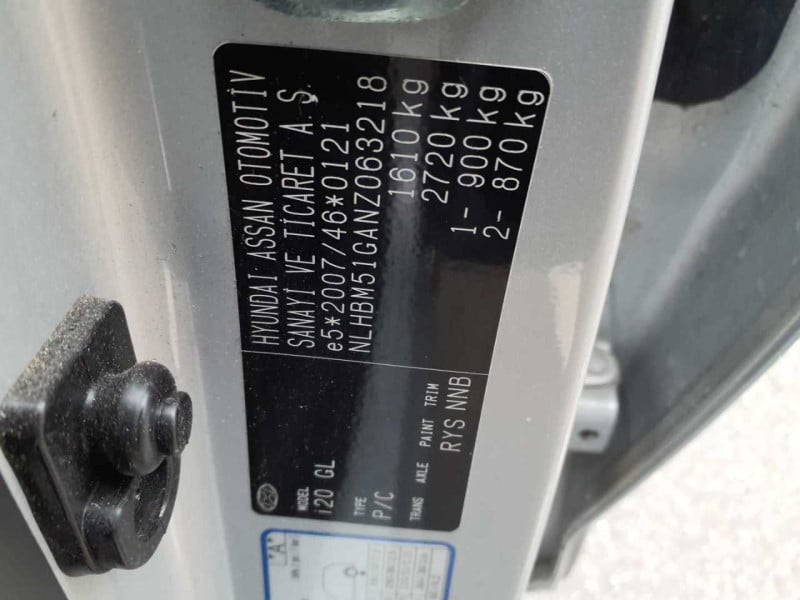 HYUNDAI ASSAN OTOMOTİV
SANAYİ VE TİCARET A.Ş.
e5*2007/46*0121
NLHBM51GANZ063218
1610 kg
2720 kg
1- 900 kg
2- 870 kg
MODEL
i20 GL
TYPE
P/C
TRANS AXLE PAINT TRIM
RYS NNB
"A"